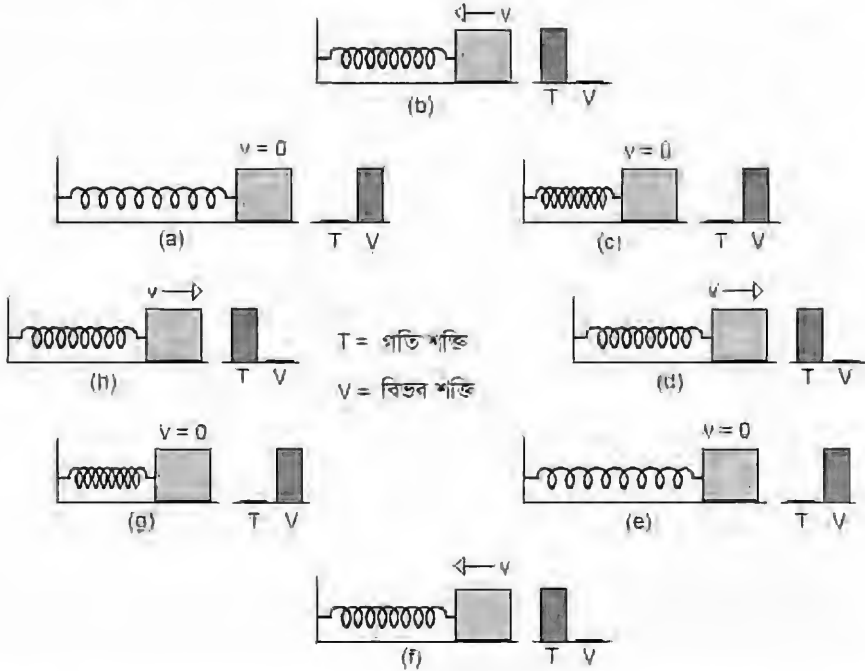 v
T V
(b)
v = 0
v = 0
T V
T V
(a)
(c)
v
v
T = গতি শক্তি
T V
T V
(h)
(d)
V = বিভব শক্তি
v = 0
v = 0
T V
T V
(g)
(e)
v
T V
(f)